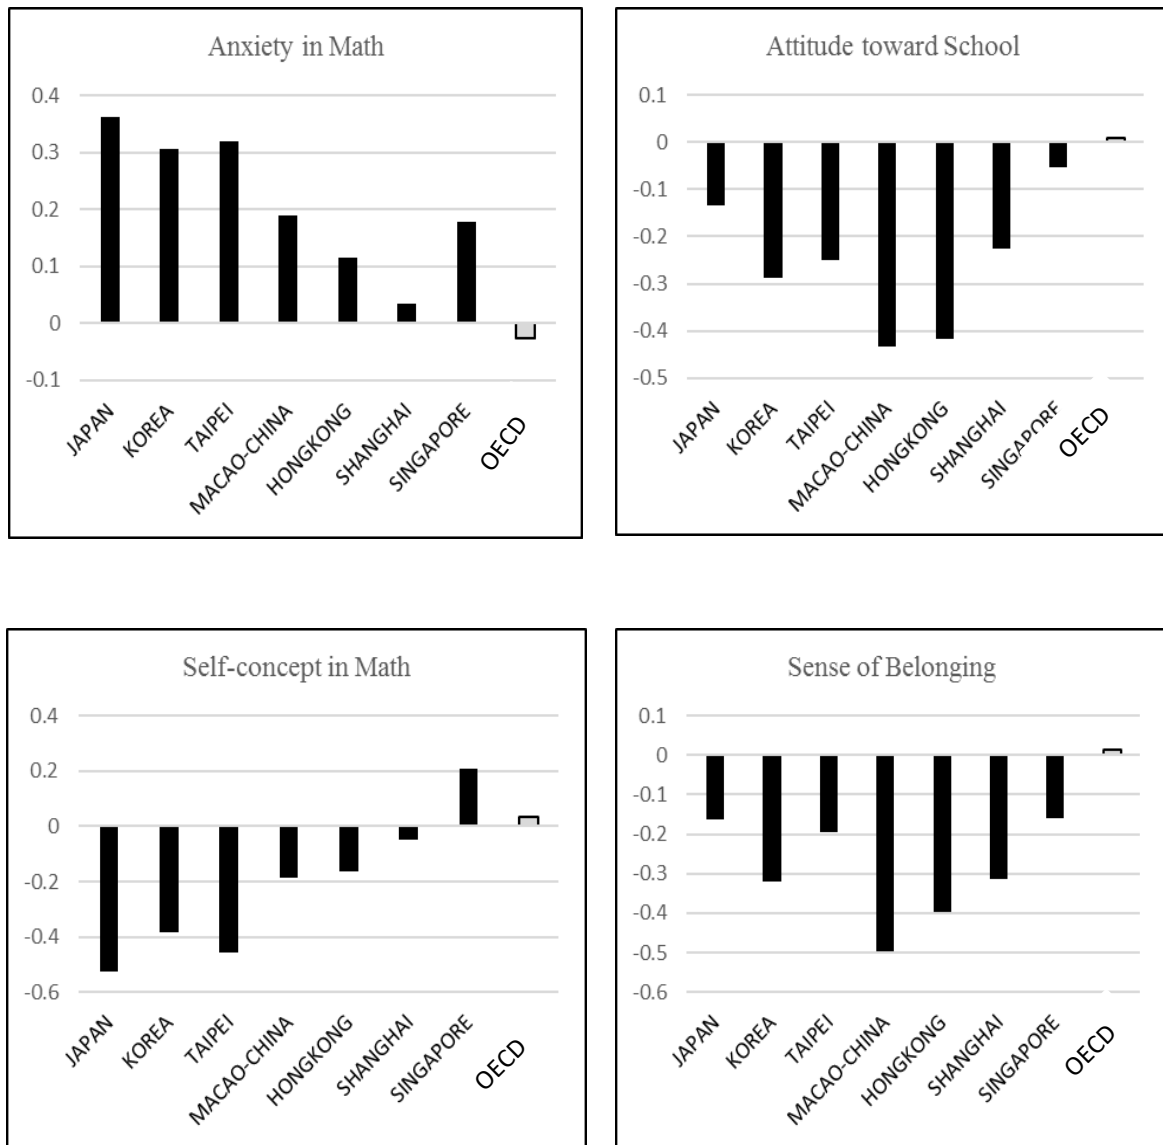 Anxiety in Math
0.4
0.3
0.2
0.1
0
-0.1
JAPAN
KOREA
TAIPEI
MACAO-CHINA
HONGKONG
SHANGHAI
SINGAPORE
OECD
Attitude toward School
0.1
0
-0.1
-0.2
-0.3
-0.4
-0.5
JAPAN
KOREA
TAIPEI
MACAO-CHINA
HONGKONG
SHANGHAI
SINGAPORE
OECD
Self-concept in Math
0.4
0.2
0
-0.2
-0.4
-0.6
JAPAN
KOREA
TAIPEI
MACAO-CHINA
HONGKONG
SHANGHAI
SINGAPORE
OECD
Sense of Belonging
0.1
0
-0.1
-0.2
-0.3
-0.4
-0.5
-0.6
JAPAN
KOREA
TAIPEI
MACAO-CHINA
HONGKONG
SHANGHAI
SINGAPORE
OECD